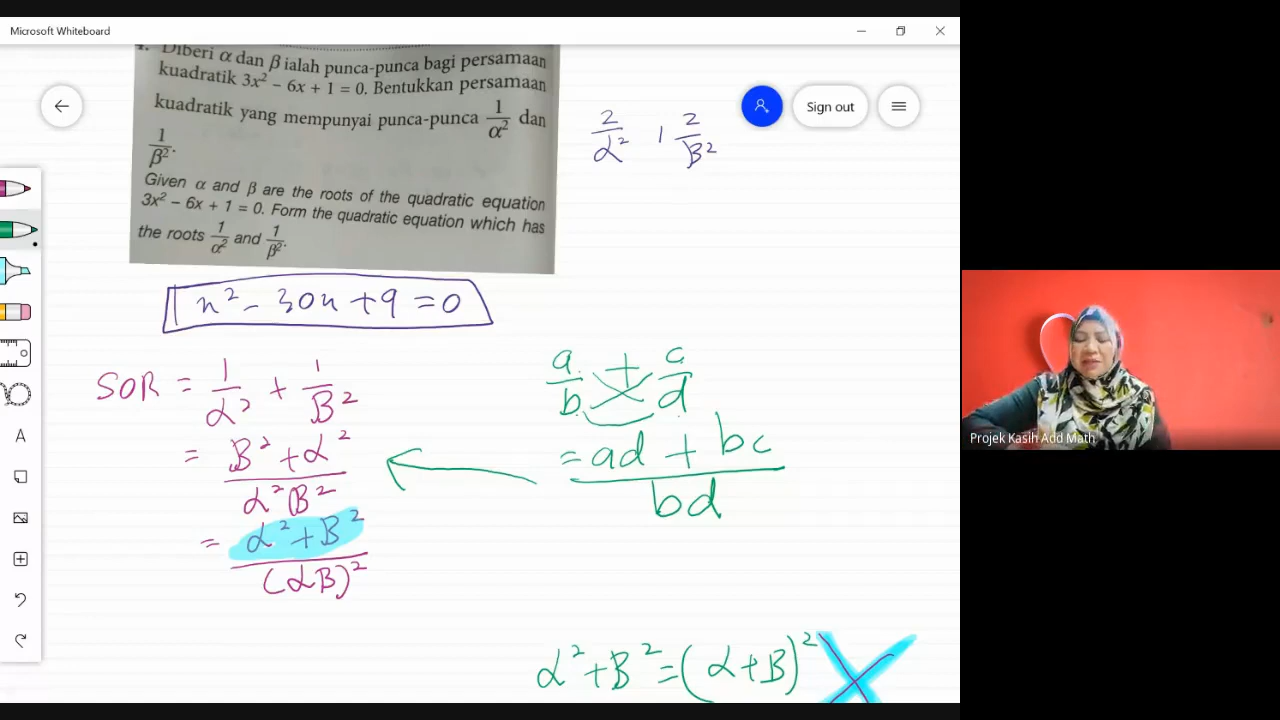 Microsoft Whiteboard
4. Diberi α dan β ialah punca-punca bagi persamaan
kuadratik 3x² − 6x + 1 = 0. Bentukkan persamaan
kuadratik yang mempunyai punca-punca 1/α² dan
1/β².
Given α and β are the roots of the quadratic equation
3x² − 6x + 1 = 0. Form the quadratic equation which has
the roots 1/α² and 1/β².
2/α² , 2/β²
Sign out
x² − 30x + 9 = 0
SOR = 1/α² + 1/β²
= β² + α² / α²β²
= α² + β² / (αβ)²
a/b + c/d
= ad + bc / bd
α² + β² = (α + β)²
Projek Kasih Add Math